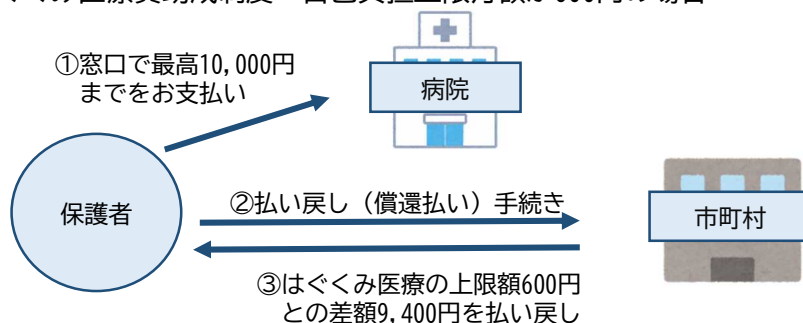 ①窓口で最高10,000円
までをお支払い
病院
保護者
②払い戻し（償還払い）手続き
市町村
③はぐくみ医療の上限額600円
との差額9,400円を払い戻し